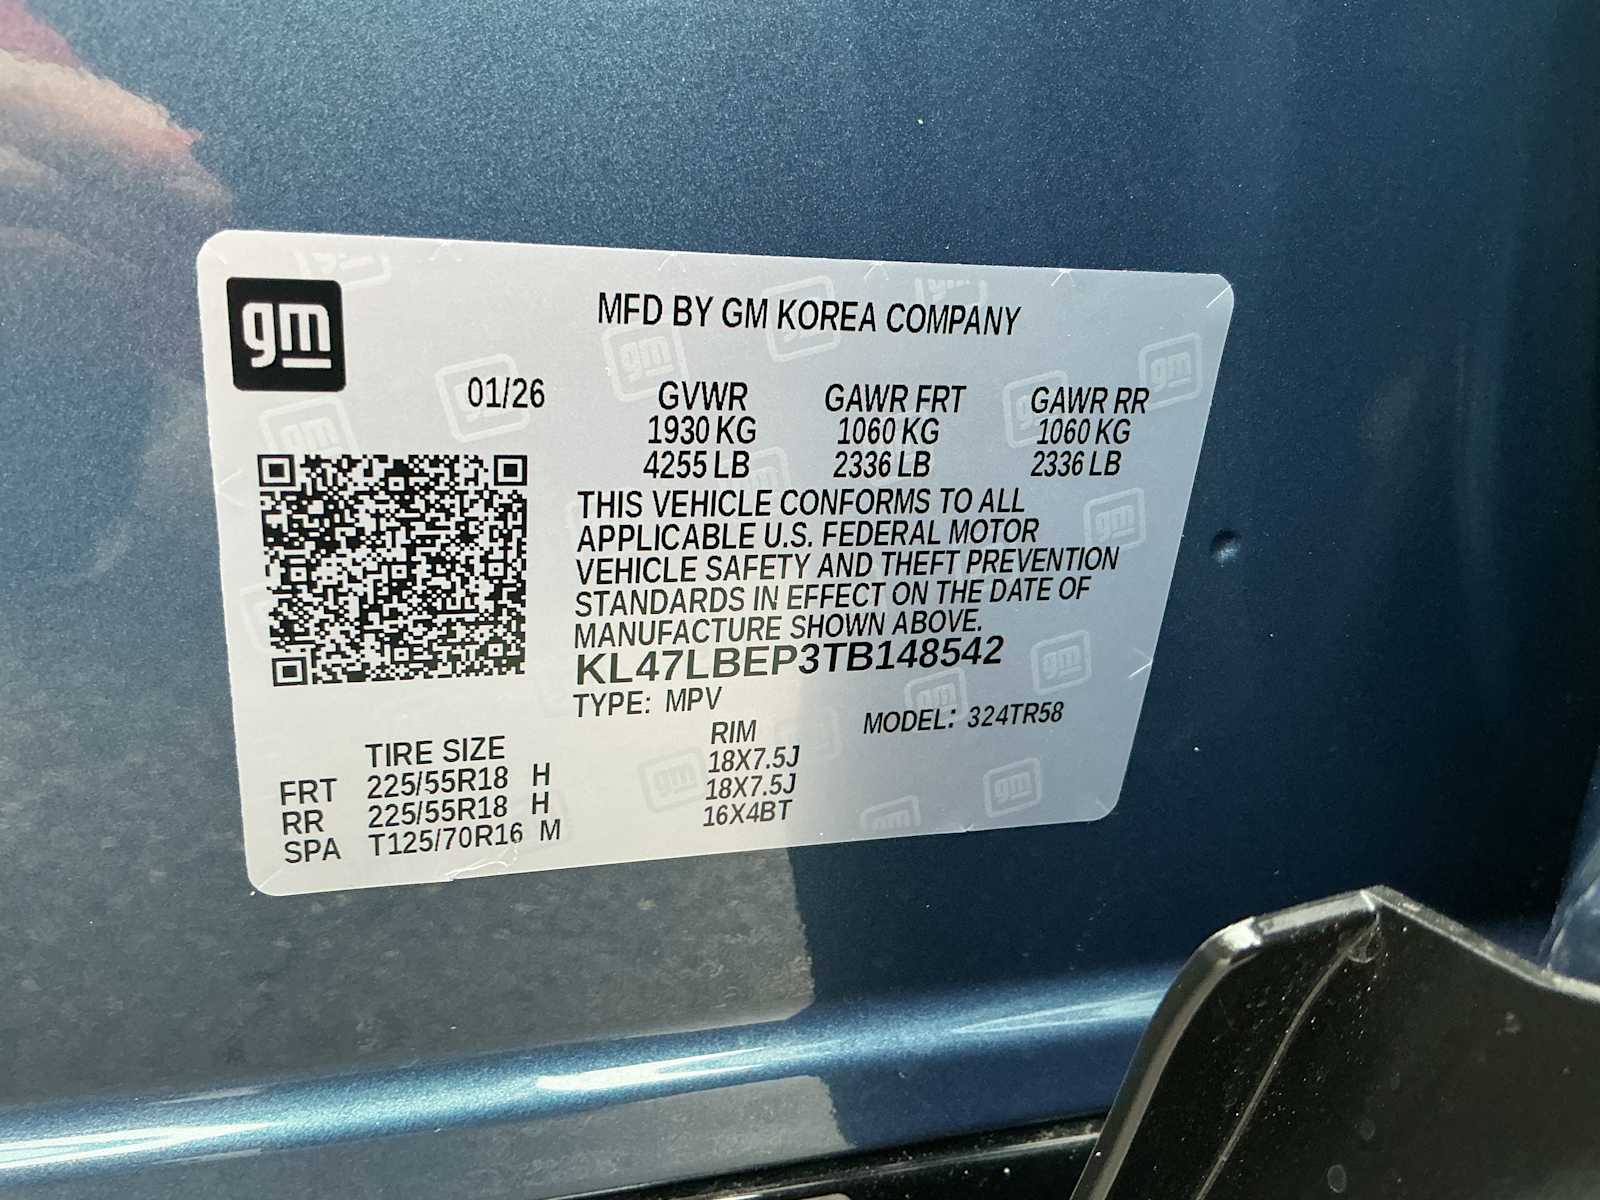 gm
MFD BY GM KOREA COMPANY
01/26
GVWR GAWR FRT GAWR RR
1930 KG 1060 KG 1060 KG
4255 LB 2336 LB 2336 LB
THIS VEHICLE CONFORMS TO ALL
APPLICABLE U.S. FEDERAL MOTOR
VEHICLE SAFETY AND THEFT PREVENTION
STANDARDS IN EFFECT ON THE DATE OF
MANUFACTURE SHOWN ABOVE.
KL47LBEP3TB148542
TYPE: MPV MODEL: 324TR58
TIRE SIZE RIM
FRT 225/55R18 H 18X7.5J
RR 225/55R18 H 18X7.5J
SPA T125/70R16 M 16X4BT